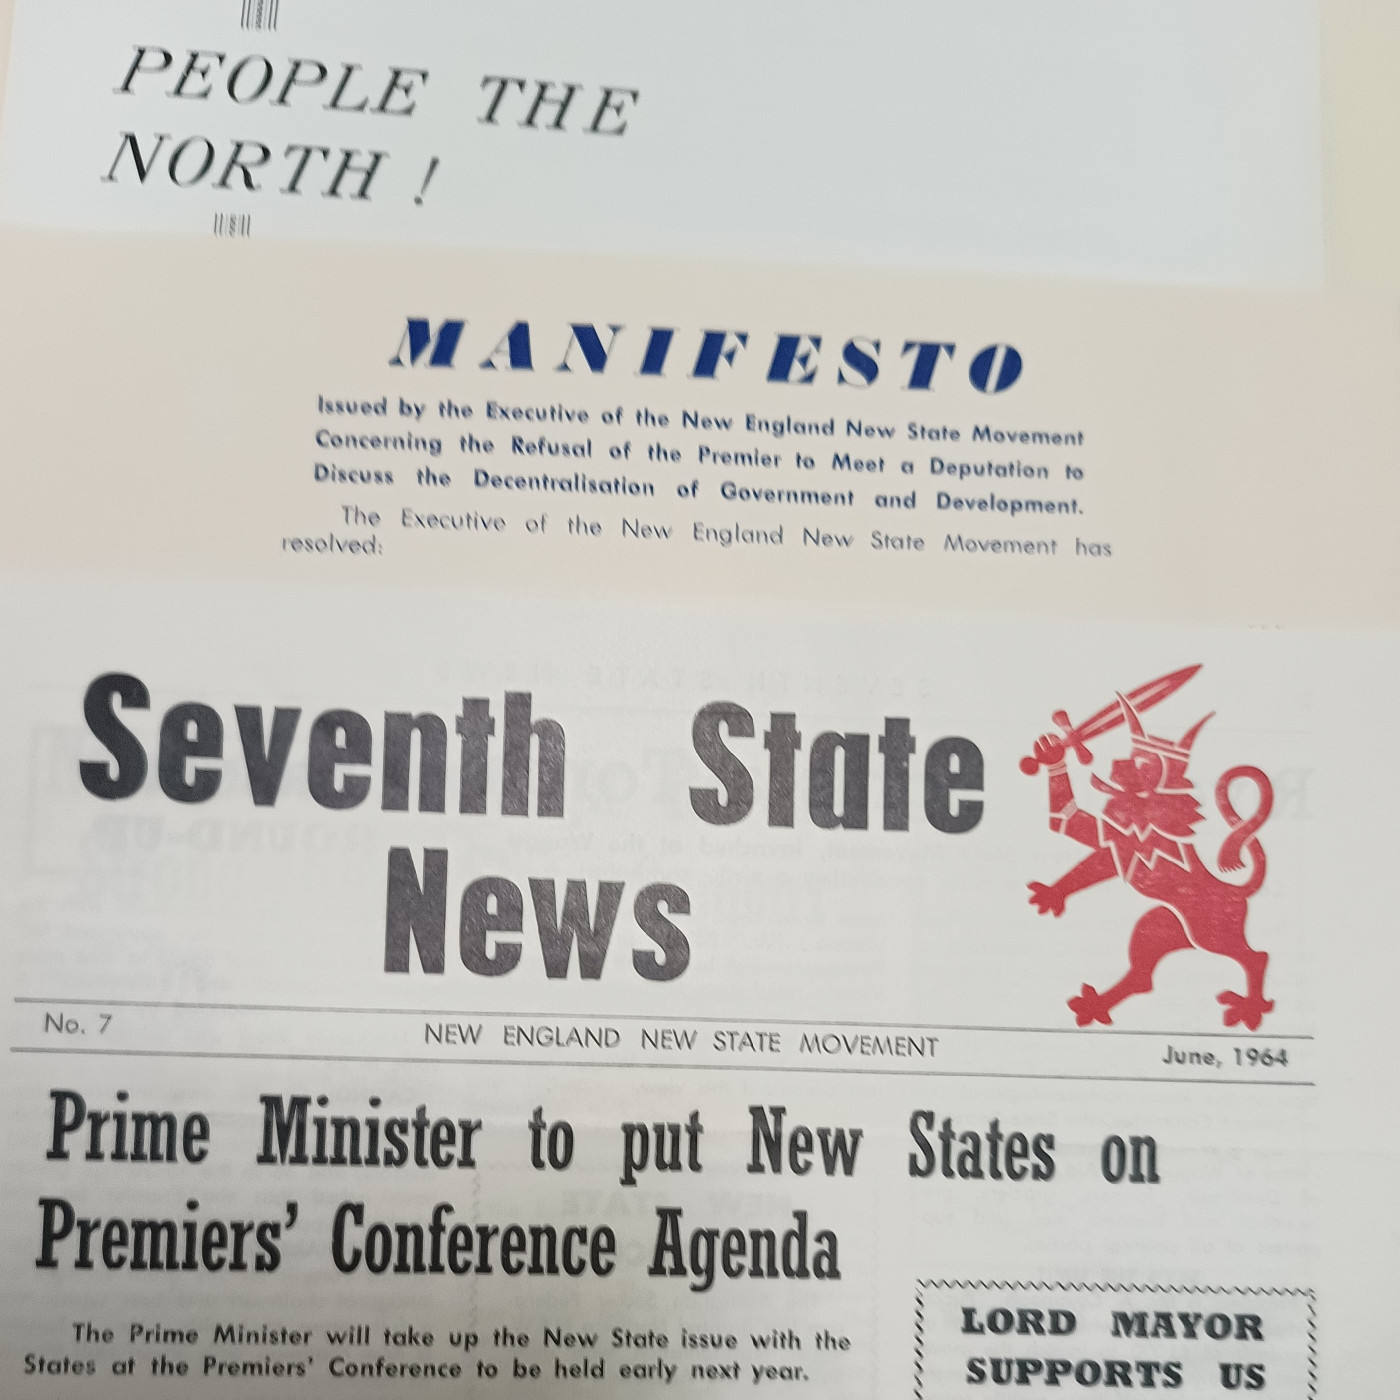 PEOPLE THE
NORTH !
MANIFESTO
Issued by the Executive of the New England New State Movement
Concerning the Refusal of the Premier to Meet a Deputation to
Discuss the Decentralisation of Government and Development.
The Executive of the New England New State Movement has
resolved:
Seventh State
News
No. 7 NEW ENGLAND NEW STATE MOVEMENT June, 1964
Prime Minister to put New States on
Premiers' Conference Agenda
The Prime Minister will take up the New State issue with the
States at the Premiers' Conference to be held early next year.
LORD MAYOR
SUPPORTS US